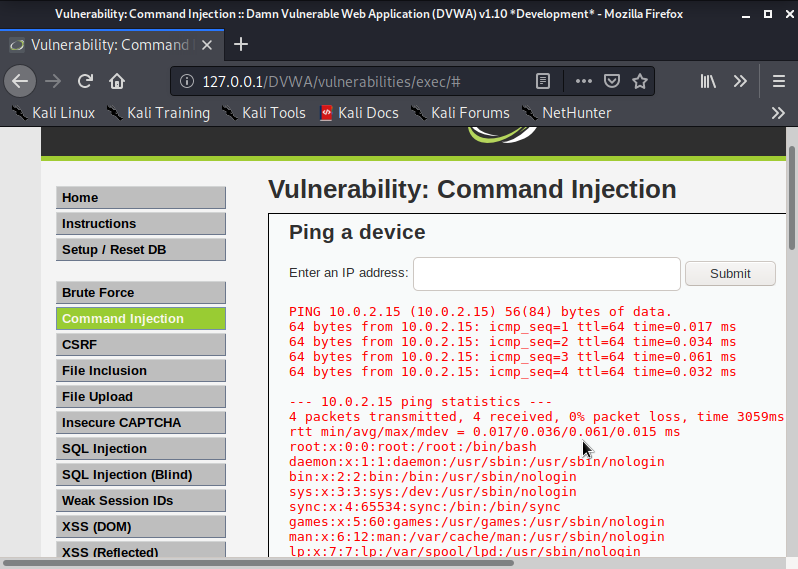 Vulnerability: Command Injection :: Damn Vulnerable Web Application (DVWA) v1.10 *Development* - Mozilla Firefox
Vulnerability: Command
127.0.0.1/DVWA/vulnerabilities/exec/#
Kali Linux Kali Training Kali Tools Kali Docs Kali Forums NetHunter
Home
Instructions
Setup / Reset DB
Brute Force
Command Injection
CSRF
File Inclusion
File Upload
Insecure CAPTCHA
SQL Injection
SQL Injection (Blind)
Weak Session IDs
XSS (DOM)
XSS (Reflected)
Vulnerability: Command Injection
Ping a device
Enter an IP address: Submit
PING 10.0.2.15 (10.0.2.15) 56(84) bytes of data.
64 bytes from 10.0.2.15: icmp_seq=1 ttl=64 time=0.017 ms
64 bytes from 10.0.2.15: icmp_seq=2 ttl=64 time=0.034 ms
64 bytes from 10.0.2.15: icmp_seq=3 ttl=64 time=0.061 ms
64 bytes from 10.0.2.15: icmp_seq=4 ttl=64 time=0.032 ms
--- 10.0.2.15 ping statistics ---
4 packets transmitted, 4 received, 0% packet loss, time 3059ms
rtt min/avg/max/mdev = 0.017/0.036/0.061/0.015 ms
root:x:0:0:root:/root:/bin/bash
daemon:x:1:1:daemon:/usr/sbin:/usr/sbin/nologin
bin:x:2:2:bin:/bin:/usr/sbin/nologin
sys:x:3:3:sys:/dev:/usr/sbin/nologin
sync:x:4:65534:sync:/bin:/bin/sync
games:x:5:60:games:/usr/games:/usr/sbin/nologin
man:x:6:12:man:/var/cache/man:/usr/sbin/nologin
lp:x:7:7:lp:/var/spool/lpd:/usr/sbin/nologin